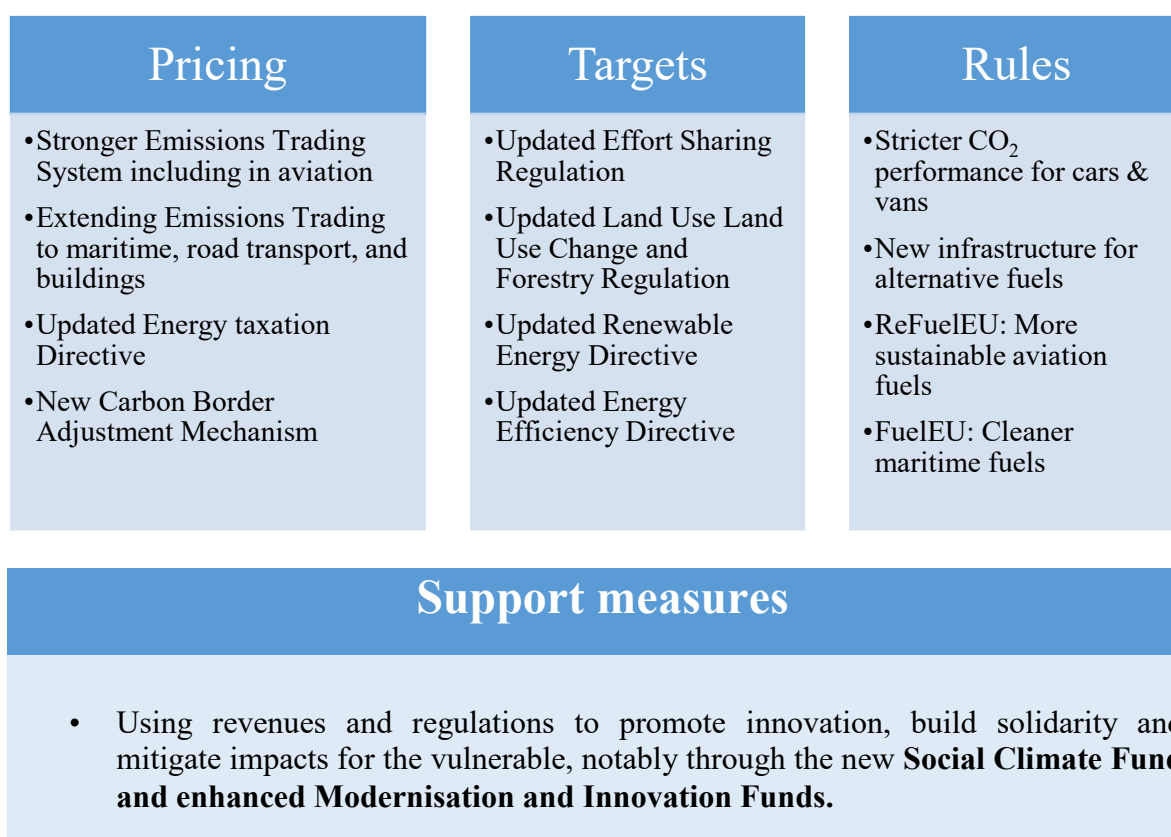 Pricing
•Stronger Emissions Trading
System including in aviation
•Extending Emissions Trading
to maritime, road transport, and
buildings
•Updated Energy taxation
Directive
•New Carbon Border
Adjustment Mechanism
Targets
•Updated Effort Sharing
Regulation
•Updated Land Use Land
Use Change and
Forestry Regulation
•Updated Renewable
Energy Directive
•Updated Energy
Efficiency Directive
Rules
•Stricter CO₂
performance for cars &
vans
•New infrastructure for
alternative fuels
•ReFuelEU: More
sustainable aviation
fuels
•FuelEU: Cleaner
maritime fuels
Support measures
• Using revenues and regulations to promote innovation, build solidarity and
mitigate impacts for the vulnerable, notably through the new Social Climate Fund
and enhanced Modernisation and Innovation Funds.